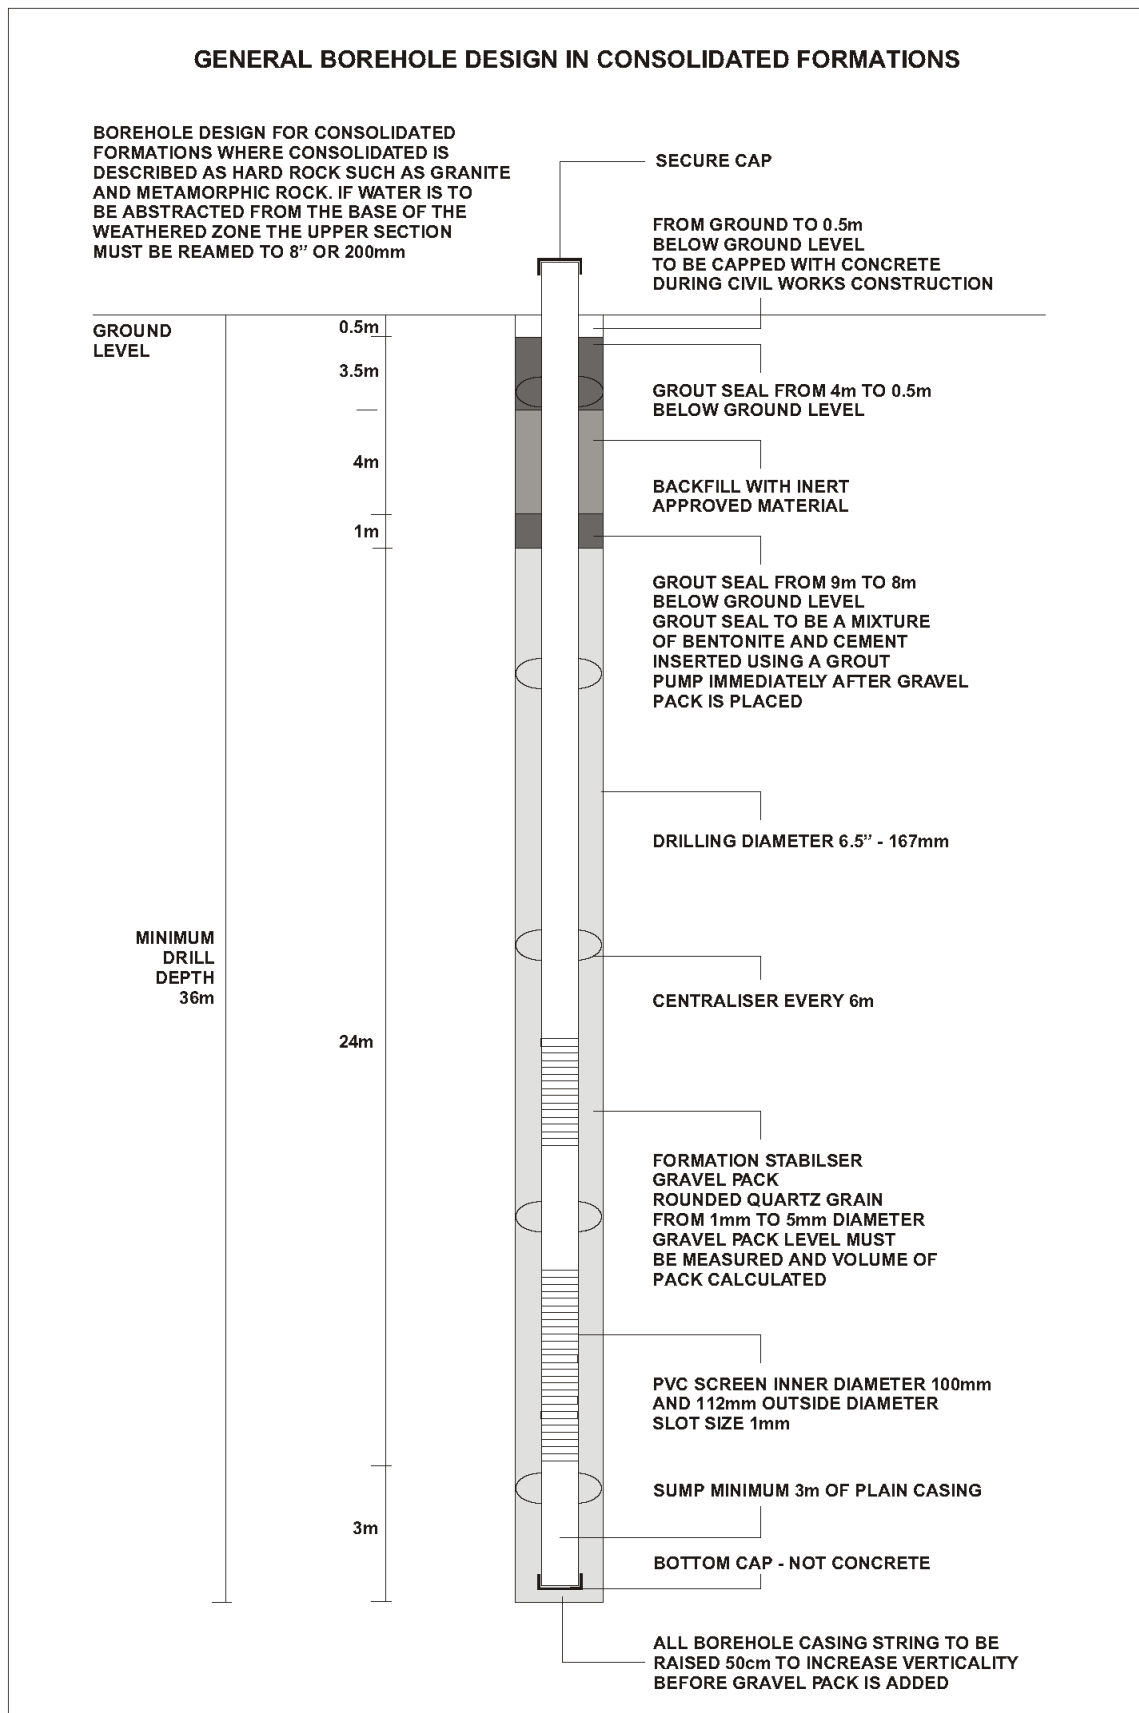 GENERAL BOREHOLE DESIGN IN CONSOLIDATED FORMATIONS
BOREHOLE DESIGN FOR CONSOLIDATED
FORMATIONS WHERE CONSOLIDATED IS
DESCRIBED AS HARD ROCK SUCH AS GRANITE
AND METAMORPHIC ROCK. IF WATER IS TO
BE ABSTRACTED FROM THE BASE OF THE
WEATHERED ZONE THE UPPER SECTION
MUST BE REAMED TO 8” OR 200mm
SECURE CAP
FROM GROUND TO 0.5m
BELOW GROUND LEVEL
TO BE CAPPED WITH CONCRETE
DURING CIVIL WORKS CONSTRUCTION
GROUND
LEVEL
0.5m
3.5m
GROUT SEAL FROM 4m TO 0.5m
BELOW GROUND LEVEL
4m
BACKFILL WITH INERT
APPROVED MATERIAL
1m
GROUT SEAL FROM 9m TO 8m
BELOW GROUND LEVEL
GROUT SEAL TO BE A MIXTURE
OF BENTONITE AND CEMENT
INSERTED USING A GROUT
PUMP IMMEDIATELY AFTER GRAVEL
PACK IS PLACED
DRILLING DIAMETER 6.5” - 167mm
MINIMUM
DRILL
DEPTH
36m
CENTRALISER EVERY 6m
24m
FORMATION STABILSER
GRAVEL PACK
ROUNDED QUARTZ GRAIN
FROM 1mm TO 5mm DIAMETER
GRAVEL PACK LEVEL MUST
BE MEASURED AND VOLUME OF
PACK CALCULATED
PVC SCREEN INNER DIAMETER 100mm
AND 112mm OUTSIDE DIAMETER
SLOT SIZE 1mm
SUMP MINIMUM 3m OF PLAIN CASING
3m
BOTTOM CAP - NOT CONCRETE
ALL BOREHOLE CASING STRING TO BE
RAISED 50cm TO INCREASE VERTICALITY
BEFORE GRAVEL PACK IS ADDED